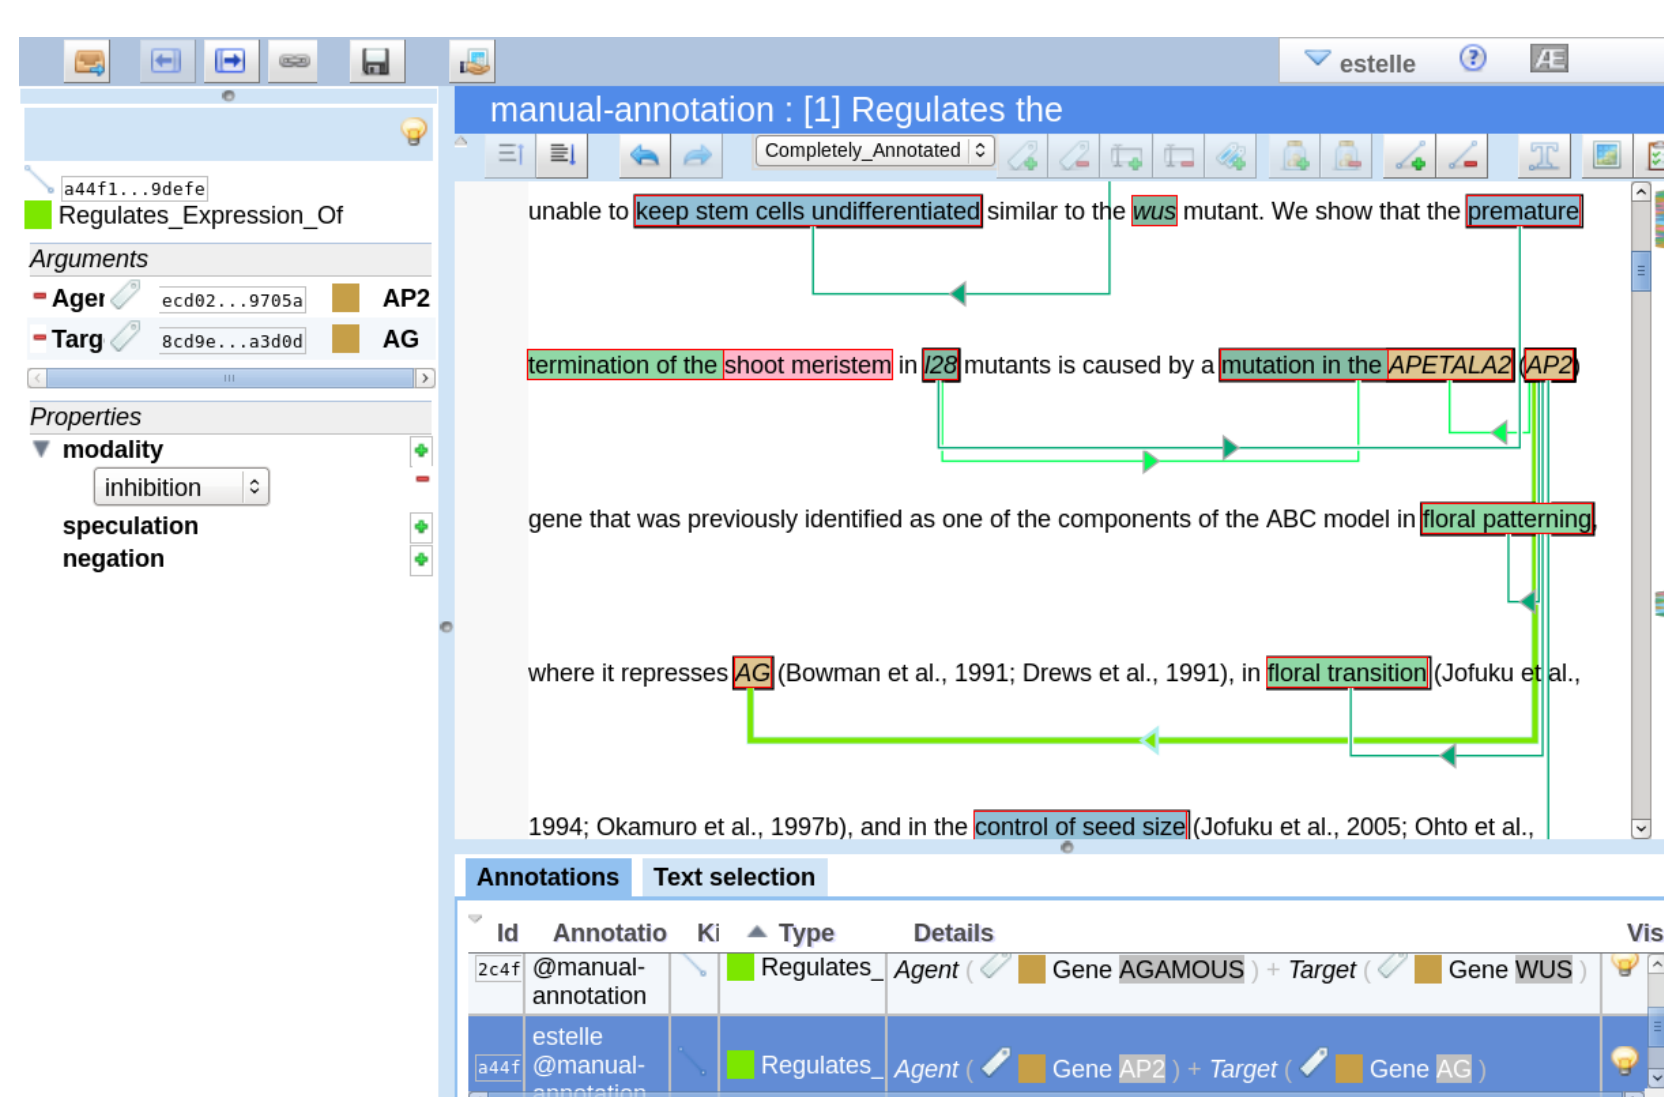 estelle ? Æ
manual-annotation : [1] Regulates the
Completely_Annotated
a44f1...9defe
Regulates_Expression_Of
Arguments
Agen ecd02...9705a AP2
Targ 8cd9e...a3d0d AG
Properties
modality
inhibition
speculation
negation
unable to keep stem cells undifferentiated similar to the wus mutant. We show that the premature
termination of the shoot meristem in l28 mutants is caused by a mutation in the APETALA2 (AP2)
gene that was previously identified as one of the components of the ABC model in floral patterning,
where it represses AG (Bowman et al., 1991; Drews et al., 1991), in floral transition (Jofuku et al.,
1994; Okamuro et al., 1997b), and in the control of seed size (Jofuku et al., 2005; Ohto et al.,
Annotations Text selection
Id Annotatio Ki Type Details Vis
2c4f @manual-annotation Regulates_ Agent ( Gene AGAMOUS ) + Target ( Gene WUS )
a44f estelle @manual-annotation Regulates_ Agent ( Gene AP2 ) + Target ( Gene AG )